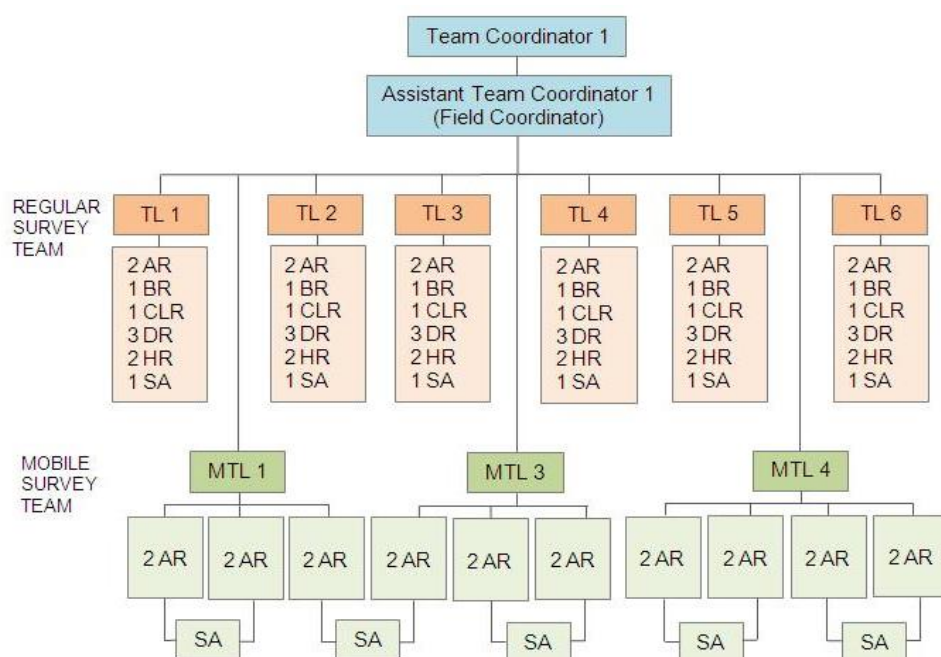 Team Coordinator 1
Assistant Team Coordinator 1
(Field Coordinator)
REGULAR
SURVEY
TEAM
TL 1
TL 2
TL 3
TL 4
TL 5
TL 6
2 AR
1 BR
1 CLR
3 DR
2 HR
1 SA
2 AR
1 BR
1 CLR
3 DR
2 HR
1 SA
2 AR
1 BR
1 CLR
3 DR
2 HR
1 SA
2 AR
1 BR
1 CLR
3 DR
2 HR
1 SA
2 AR
1 BR
1 CLR
3 DR
2 HR
1 SA
2 AR
1 BR
1 CLR
3 DR
2 HR
1 SA
MOBILE
SURVEY
TEAM
MTL 1
MTL 3
MTL 4
2 AR
2 AR
2 AR
2 AR
2 AR
2 AR
2 AR
2 AR
2 AR
2 AR
SA
SA
SA
SA
SA